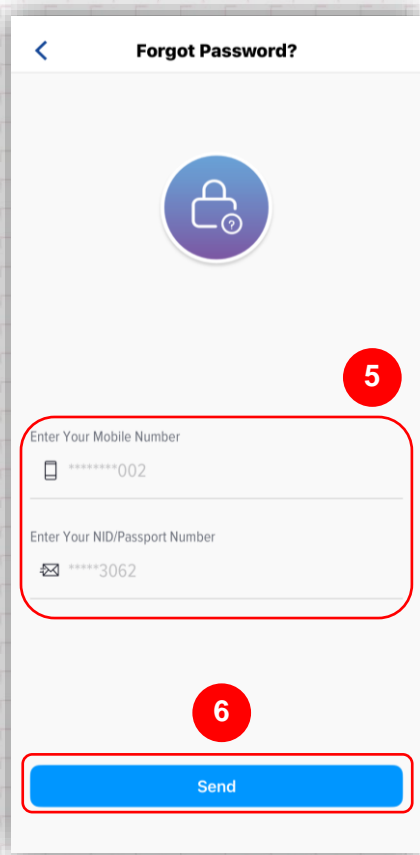 Forgot Password?
?
5
Enter Your Mobile Number
********002
Enter Your NID/Passport Number
*****3062
6
Send